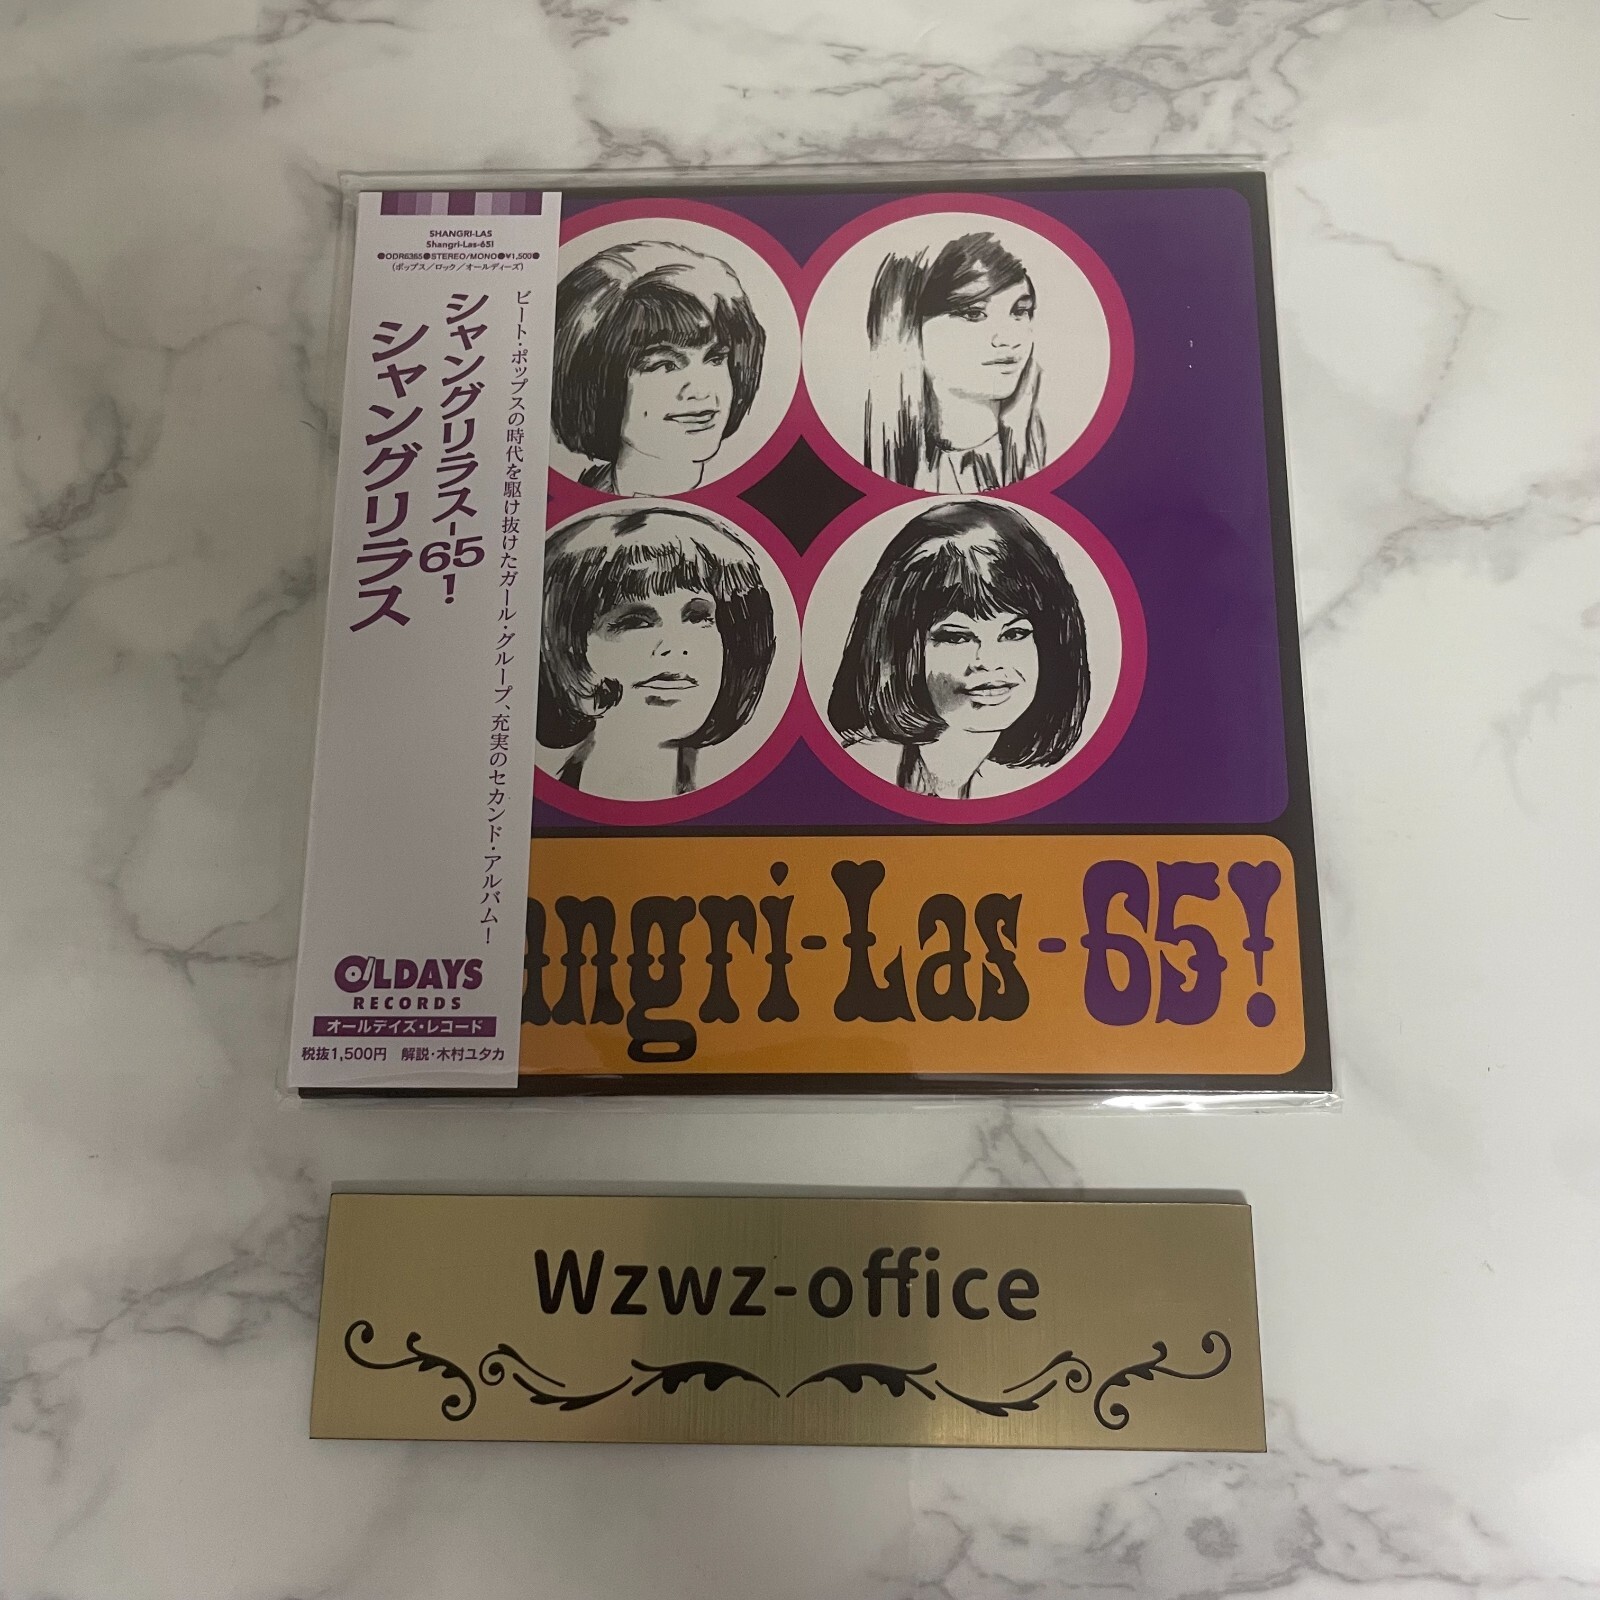 SHANGRI-LAS
Shangri-Las-65!
●ODR6365●STEREO/MONO●¥1,500●
(ポップス/ロック/オールディーズ)
ビート・ポップスの時代を駆け抜けたガール・グループ、充実のセカンド・アルバム!
シャングリラス-65!
シャングリラス
OLDAYS
RECORDS
オールデイズ・レコード
税抜1,500円 解説・木村ユタカ
angri-Las-65!
Wzwz-office